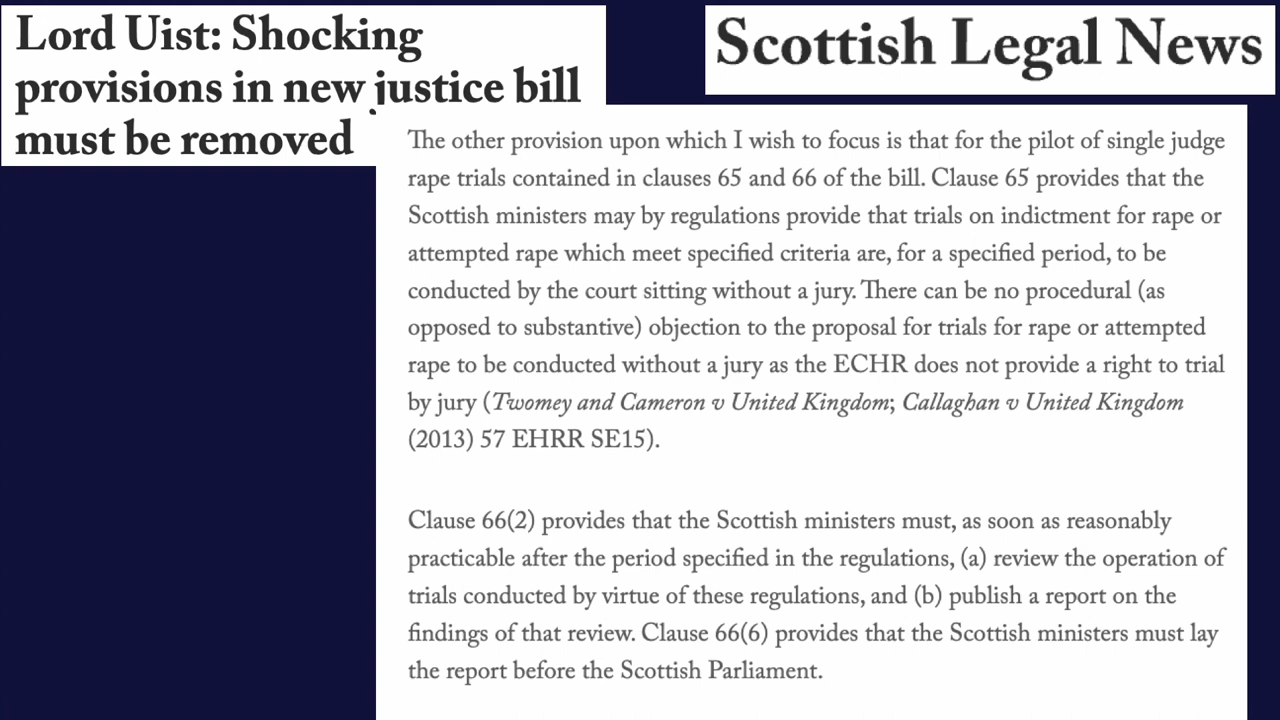 Lord Uist: Shocking
provisions in new justice bill
must be removed
Scottish Legal News
The other provision upon which I wish to focus is that for the pilot of single judge
rape trials contained in clauses 65 and 66 of the bill. Clause 65 provides that the
Scottish ministers may by regulations provide that trials on indictment for rape or
attempted rape which meet specified criteria are, for a specified period, to be
conducted by the court sitting without a jury. There can be no procedural (as
opposed to substantive) objection to the proposal for trials for rape or attempted
rape to be conducted without a jury as the ECHR does not provide a right to trial
by jury (Twomey and Cameron v United Kingdom; Callaghan v United Kingdom
(2013) 57 EHRR SE15).
Clause 66(2) provides that the Scottish ministers must, as soon as reasonably
practicable after the period specified in the regulations, (a) review the operation of
trials conducted by virtue of these regulations, and (b) publish a report on the
findings of that review. Clause 66(6) provides that the Scottish ministers must lay
the report before the Scottish Parliament.